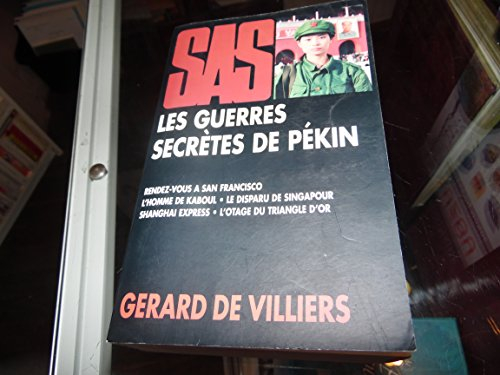 SAS
LES GUERRES
SECRÈTES DE PÉKIN
RENDEZ-VOUS A SAN FRANCISCO
L'HOMME DE KABOUL • LE DISPARU DE SINGAPOUR
SHANGHAI EXPRESS • L'OTAGE DU TRIANGLE D'OR
GERARD DE VILLIERS